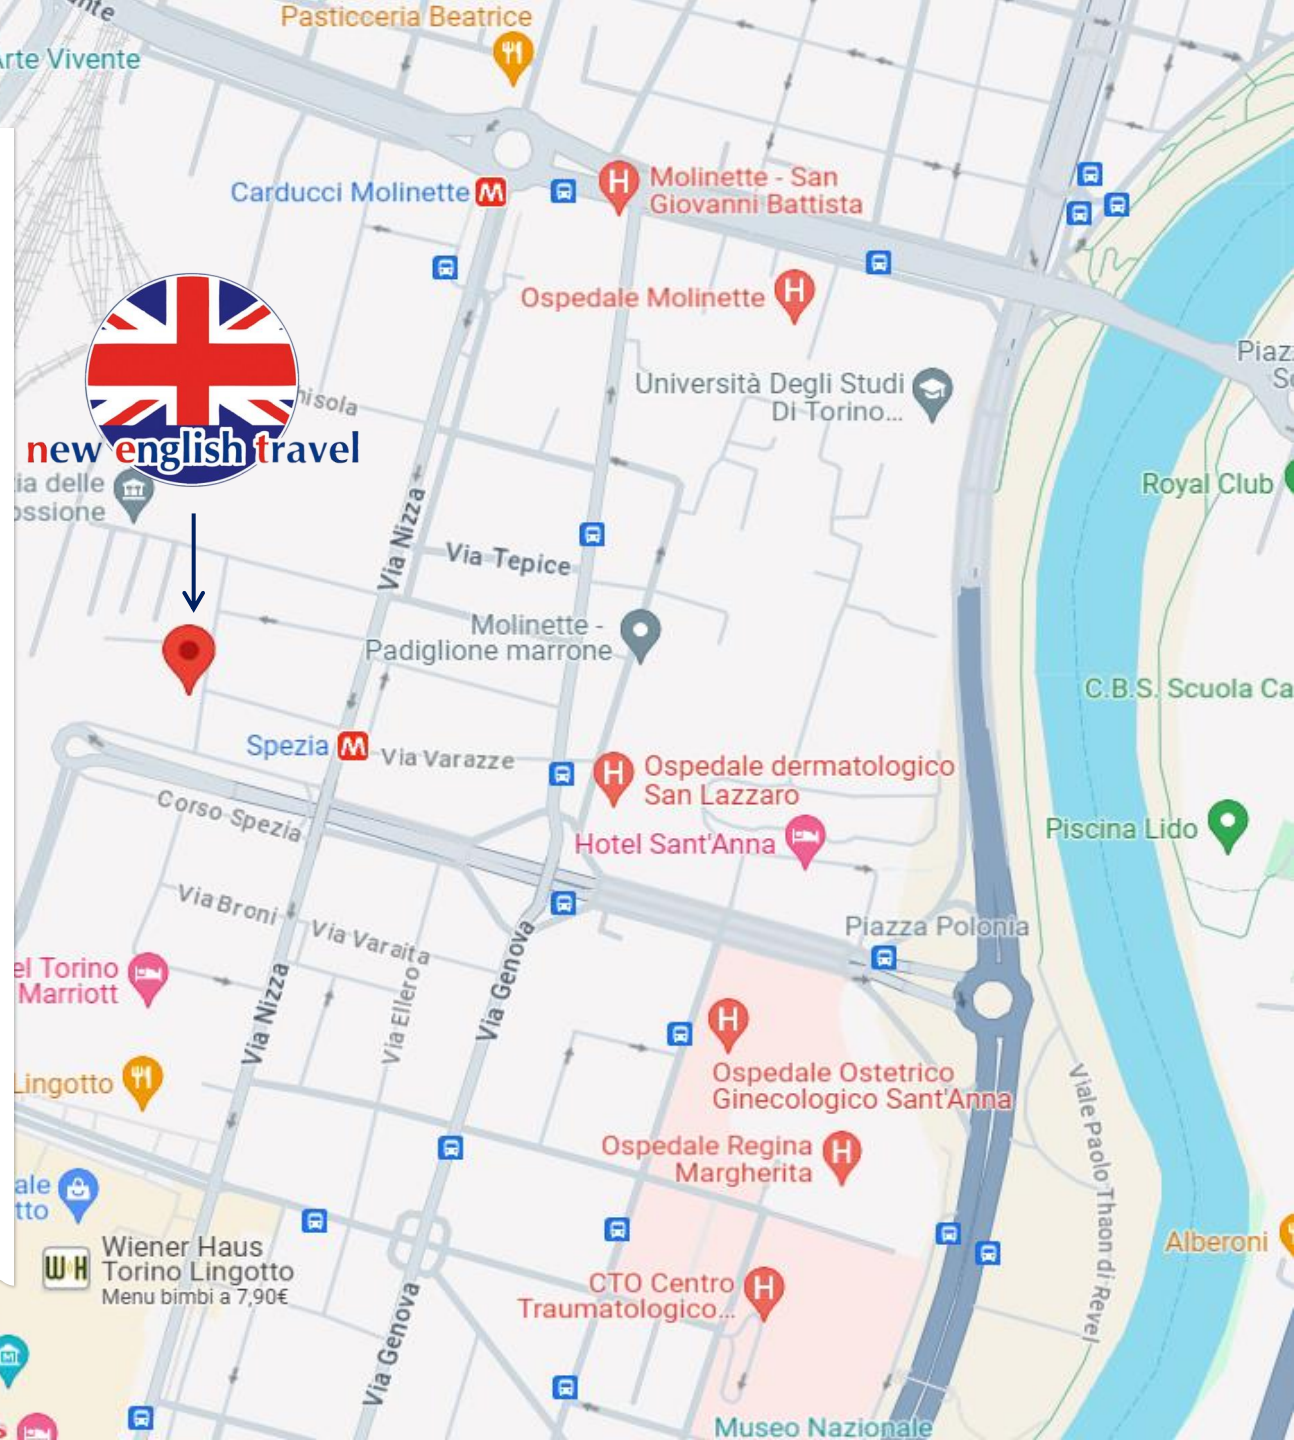 Pasticceria Beatrice
Arte Vivente
Carducci Molinette
M
H
Molinette - San
Giovanni Battista
Ospedale Molinette
H
new english travel
Università Degli Studi
Di Torino...
Piaz
Royal Club
Via Nizza
Via Tepice
Molinette -
Padiglione marrone
C.B.S. Scuola Ca
Spezia
M
Via Varazze
H
Ospedale dermatologico
San Lazzaro
Corso Spezia
Hotel Sant'Anna
Piscina Lido
Via Broni
Via Varaita
Piazza Polonia
el Torino
Marriott
Via Nizza
Via Ellero
Via Genova
H
Ospedale Ostetrico
Ginecologico Sant'Anna
Lingotto
Viale Paolo Thaon di Revel
Ospedale Regina
Margherita
H
ale
tto
W H
Wiener Haus
Torino Lingotto
Menu bimbi a 7,90€
Alberoni
CTO Centro
Traumatologico...
H
Via Genova
Museo Nazionale